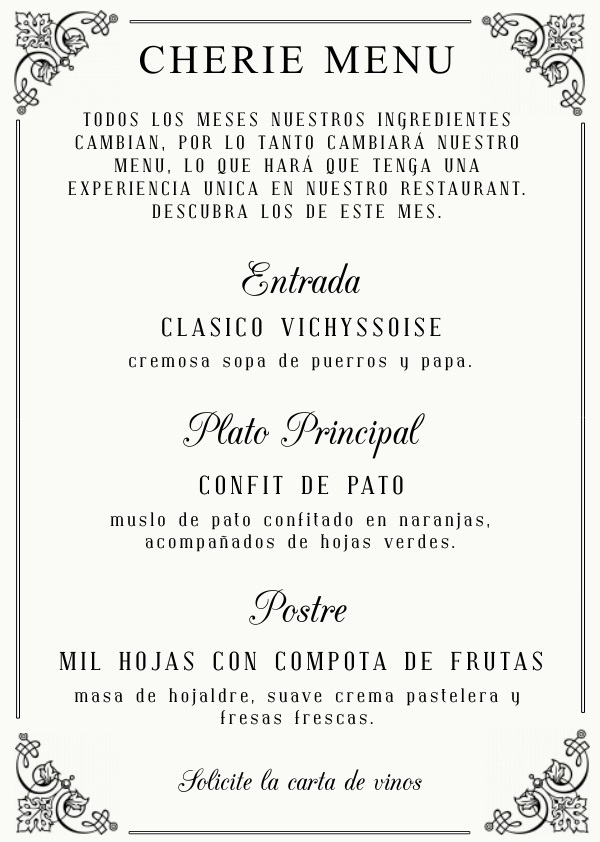 CHERIE MENU
TODOS LOS MESES NUESTROS INGREDIENTES
CAMBIAN, POR LO TANTO CAMBIARÁ NUESTRO
MENU, LO QUE HARÁ QUE TENGA UNA
EXPERIENCIA UNICA EN NUESTRO RESTAURANT.
DESCUBRA LOS DE ESTE MES.
Entrada
CLASICO VICHYSSOISE
cremosa sopa de puerros y papa.
Plato Principal
CONFIT DE PATO
muslo de pato confitado en naranjas,
acompañados de hojas verdes.
Postre
MIL HOJAS CON COMPOTA DE FRUTAS
masa de hojaldre, suave crema pastelera y
fresas frescas.
Solicite la carta de vinos